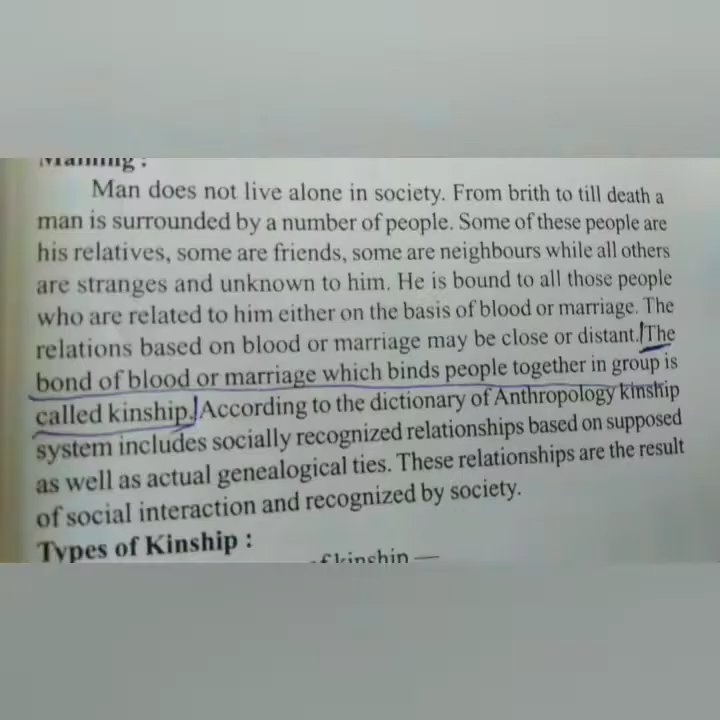 Man does not live alone in society. From brith to till death a
man is surrounded by a number of people. Some of these people are
his relatives, some are friends, some are neighbours while all others
are stranges and unknown to him. He is bound to all those people
who are related to him either on the basis of blood or marriage. The
relations based on blood or marriage may be close or distant. The
bond of blood or marriage which binds people together in group is
called kinship. According to the dictionary of Anthropology kinship
system includes socially recognized relationships based on supposed
as well as actual genealogical ties. These relationships are the result
of social interaction and recognized by society.
Types of Kinship :
of kinship —